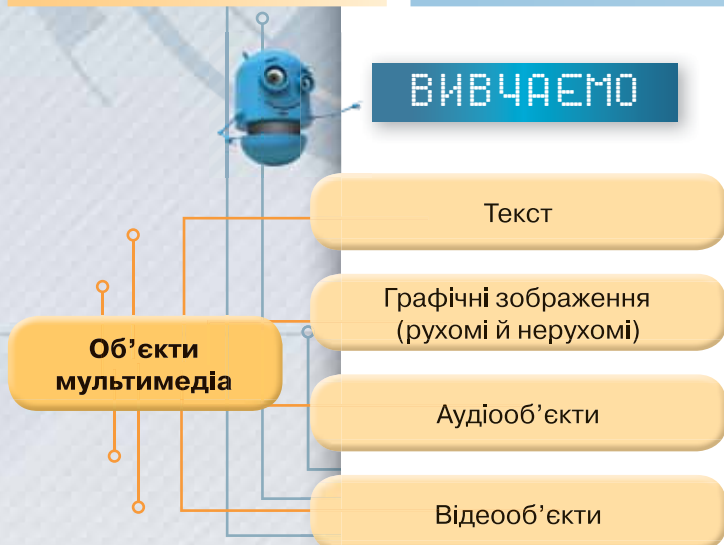 ВИВЧАЄМО
Текст
Графічні зображення
(рухомі й нерухомі)
Об’єкти
мультимедіа
Аудіооб’єкти
Відеооб’єкти